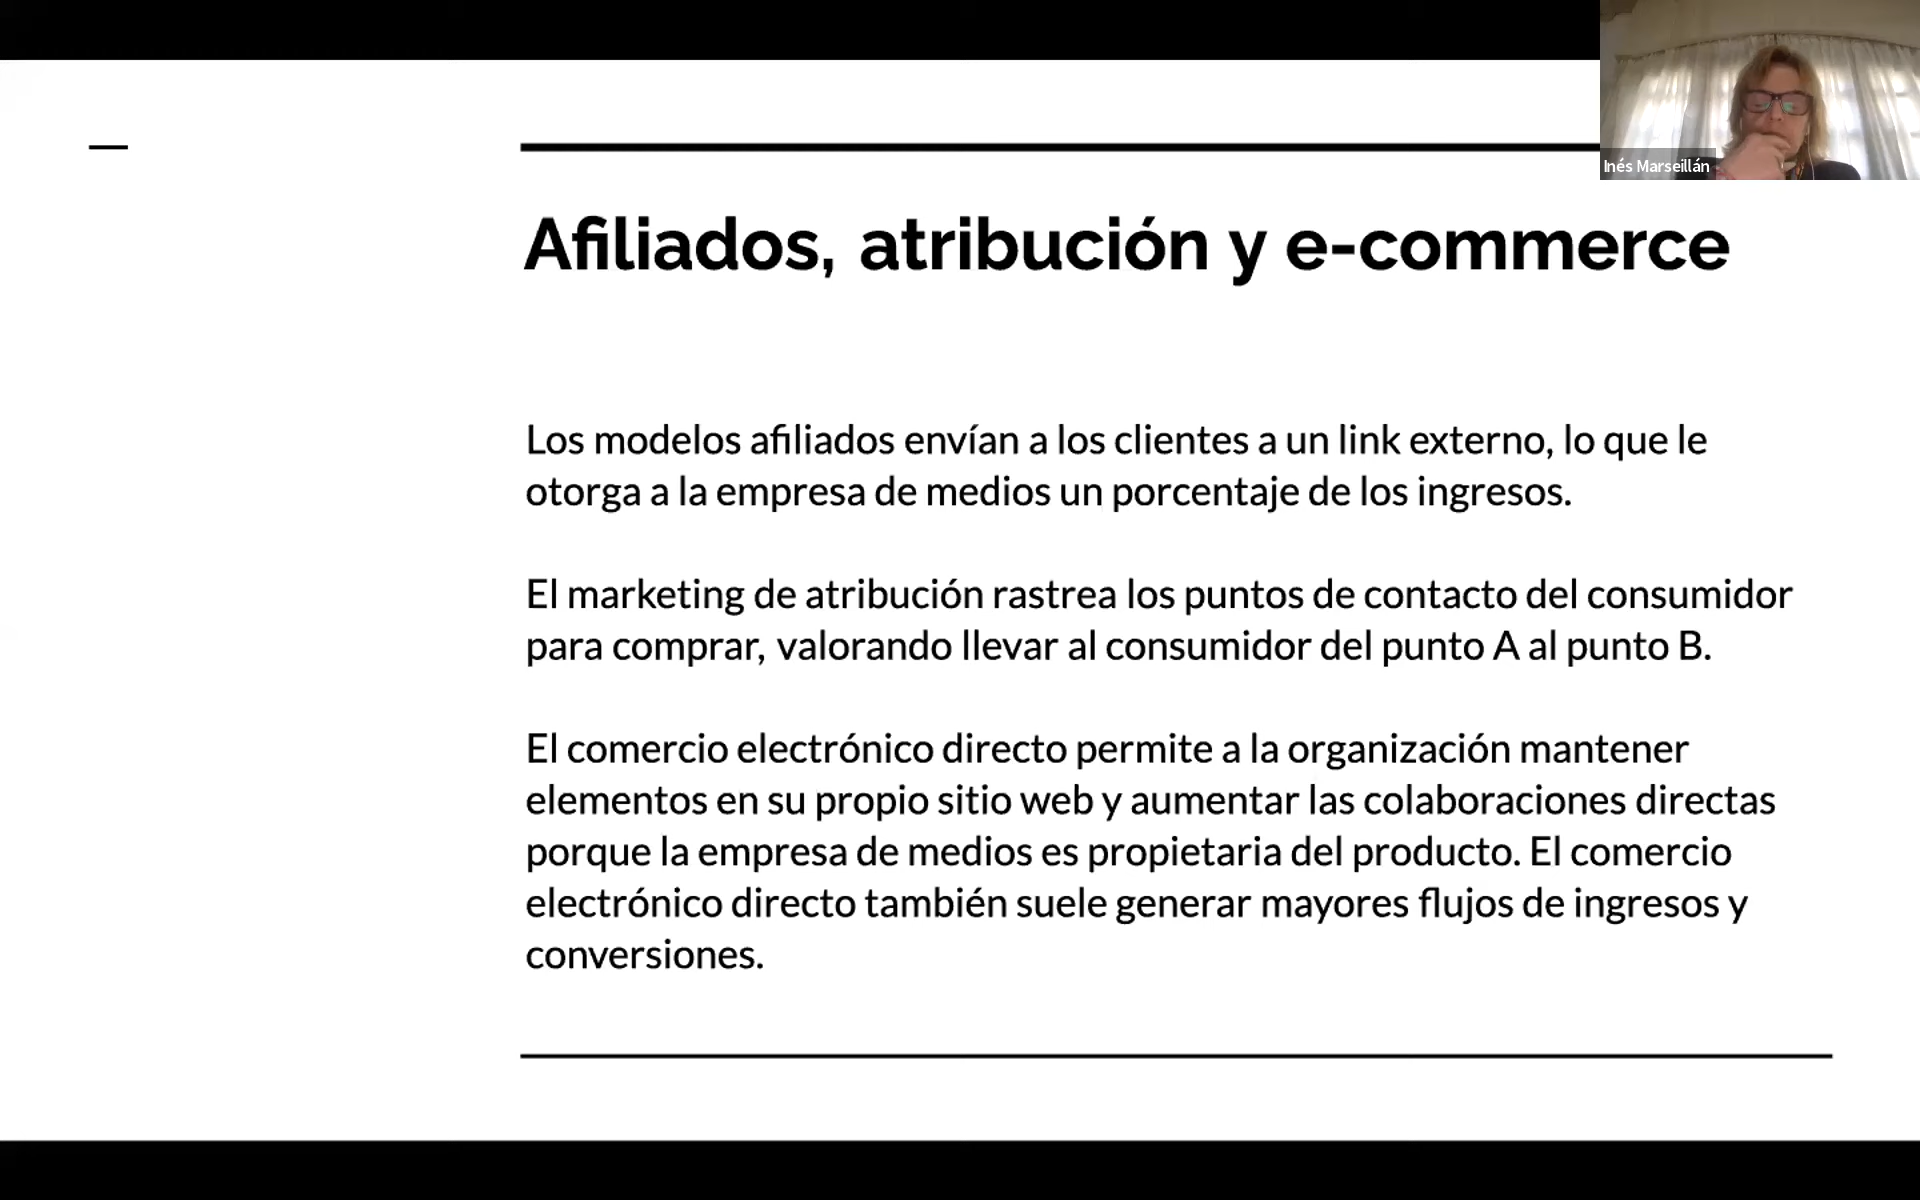 Inés Marseillán
Afiliados, atribución y e-commerce
Los modelos afiliados envían a los clientes a un link externo, lo que le
otorga a la empresa de medios un porcentaje de los ingresos.
El marketing de atribución rastrea los puntos de contacto del consumidor
para comprar, valorando llevar al consumidor del punto A al punto B.
El comercio electrónico directo permite a la organización mantener
elementos en su propio sitio web y aumentar las colaboraciones directas
porque la empresa de medios es propietaria del producto. El comercio
electrónico directo también suele generar mayores flujos de ingresos y
conversiones.